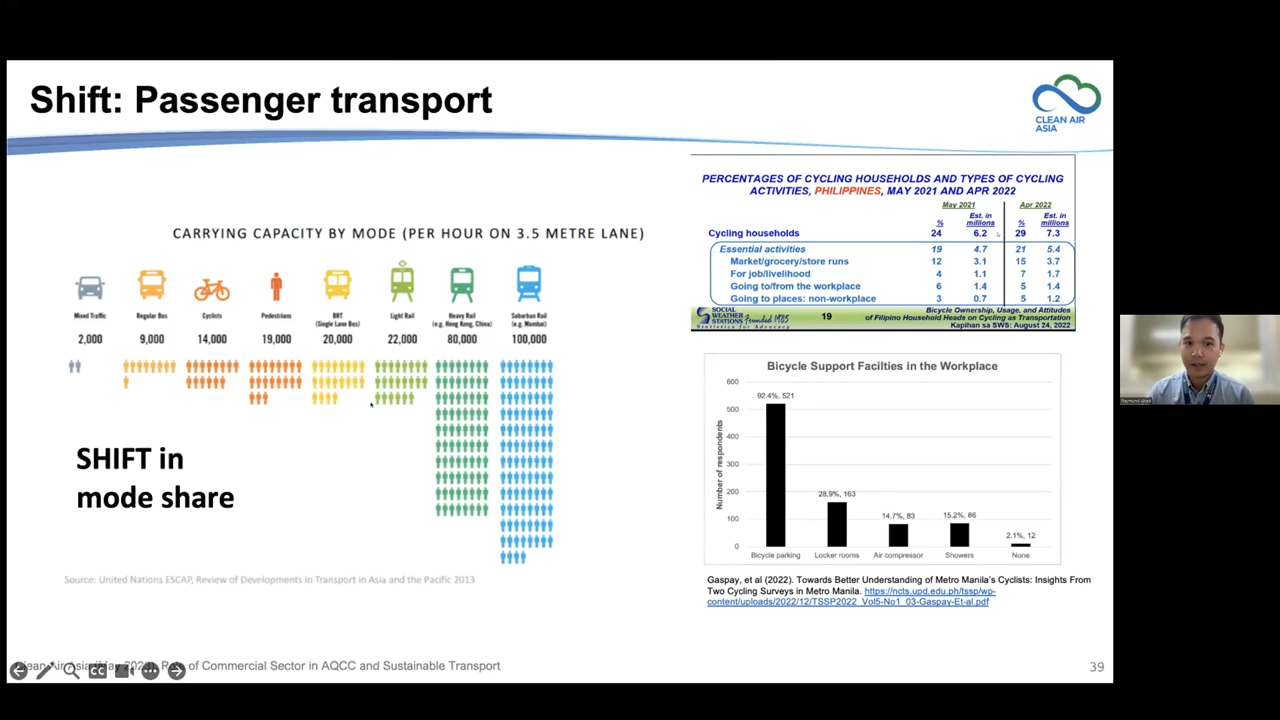 Shift: Passenger transport
CLEAN AIR
ASIA
CARRYING CAPACITY BY MODE (PER HOUR ON 3.5 METRE LANE)
Mixed Traffic
Regular Bus
Cyclists
Pedestrians
BRT
(Single Lane Bus)
Light Rail
Heavy Rail
(e.g. Hong Kong, China)
Suburban Rail
(e.g. Mumbai)
2,000 9,000 14,000 19,000 20,000 22,000 80,000 100,000
SHIFT in
mode share
Source: United Nations ESCAP, Review of Developments in Transport in Asia and the Pacific 2013
PERCENTAGES OF CYCLING HOUSEHOLDS AND TYPES OF CYCLING
ACTIVITIES, PHILIPPINES, MAY 2021 AND APR 2022
May 2021 Apr 2022
% Est. in millions % Est. in millions
Cycling households 24 6.2 29 7.3
Essential activities 19 4.7 21 5.4
Market/grocery/store runs 12 3.1 15 3.7
For job/livelihood 4 1.1 7 1.7
Going to/from the workplace 6 1.4 5 1.4
Going to places: non-workplace 3 0.7 5 1.2
SOCIAL
WEATHER
STATIONS Founded 1985
Statistics for Advocacy
19
Bicycle Ownership, Usage, and Attitudes
of Filipino Household Heads on Cycling as Transportation
Kapihan sa SWS: August 24, 2022
Bicycle Support Facilties in the Workplace
Number of respondents
600
500
400
300
200
100
0
92.4%, 521
28.9%, 163
14.7%, 83
15.2%, 86
2.1%, 12
Bicycle parking Locker rooms Air compressor Showers None
Gaspay, et al (2022). Towards Better Understanding of Metro Manila's Cyclists: Insights From
Two Cycling Surveys in Metro Manila. https://ncts.upd.edu.ph/tssp/wp-
content/uploads/2022/12/TSSP2022_Vol5-No1_03-Gaspay-Et-al.pdf
of Commercial Sector in AQCC and Sustainable Transport
CC
39
Raymund Abad